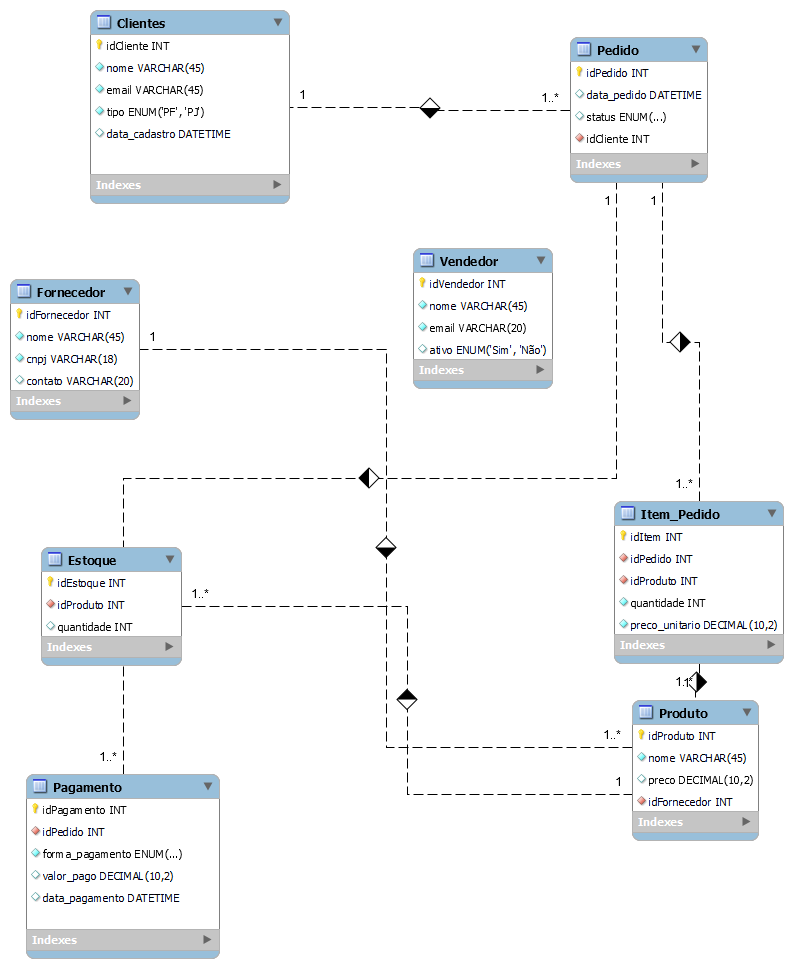 Clientes
idCliente INT
nome VARCHAR(45)
email VARCHAR(45)
tipo ENUM('PF', 'PJ')
data_cadastro DATETIME
Indexes
1
1..*
Pedido
idPedido INT
data_pedido DATETIME
status ENUM(...)
idCliente INT
Indexes
1
1
Vendedor
idVendedor INT
nome VARCHAR(45)
email VARCHAR(20)
ativo ENUM('Sim', 'Não')
Indexes
Fornecedor
idFornecedor INT
nome VARCHAR(45)
cnpj VARCHAR(18)
contato VARCHAR(20)
Indexes
1
1..*
Item_Pedido
idItem INT
idPedido INT
idProduto INT
quantidade INT
preco_unitario DECIMAL(10,2)
Indexes
Estoque
idEstoque INT
idProduto INT
quantidade INT
Indexes
1..*
1..*
1
Produto
idProduto INT
nome VARCHAR(45)
preco DECIMAL(10,2)
idFornecedor INT
Indexes
1..*
1
1..*
Pagamento
idPagamento INT
idPedido INT
forma_pagamento ENUM(...)
valor_pago DECIMAL(10,2)
data_pagamento DATETIME
Indexes